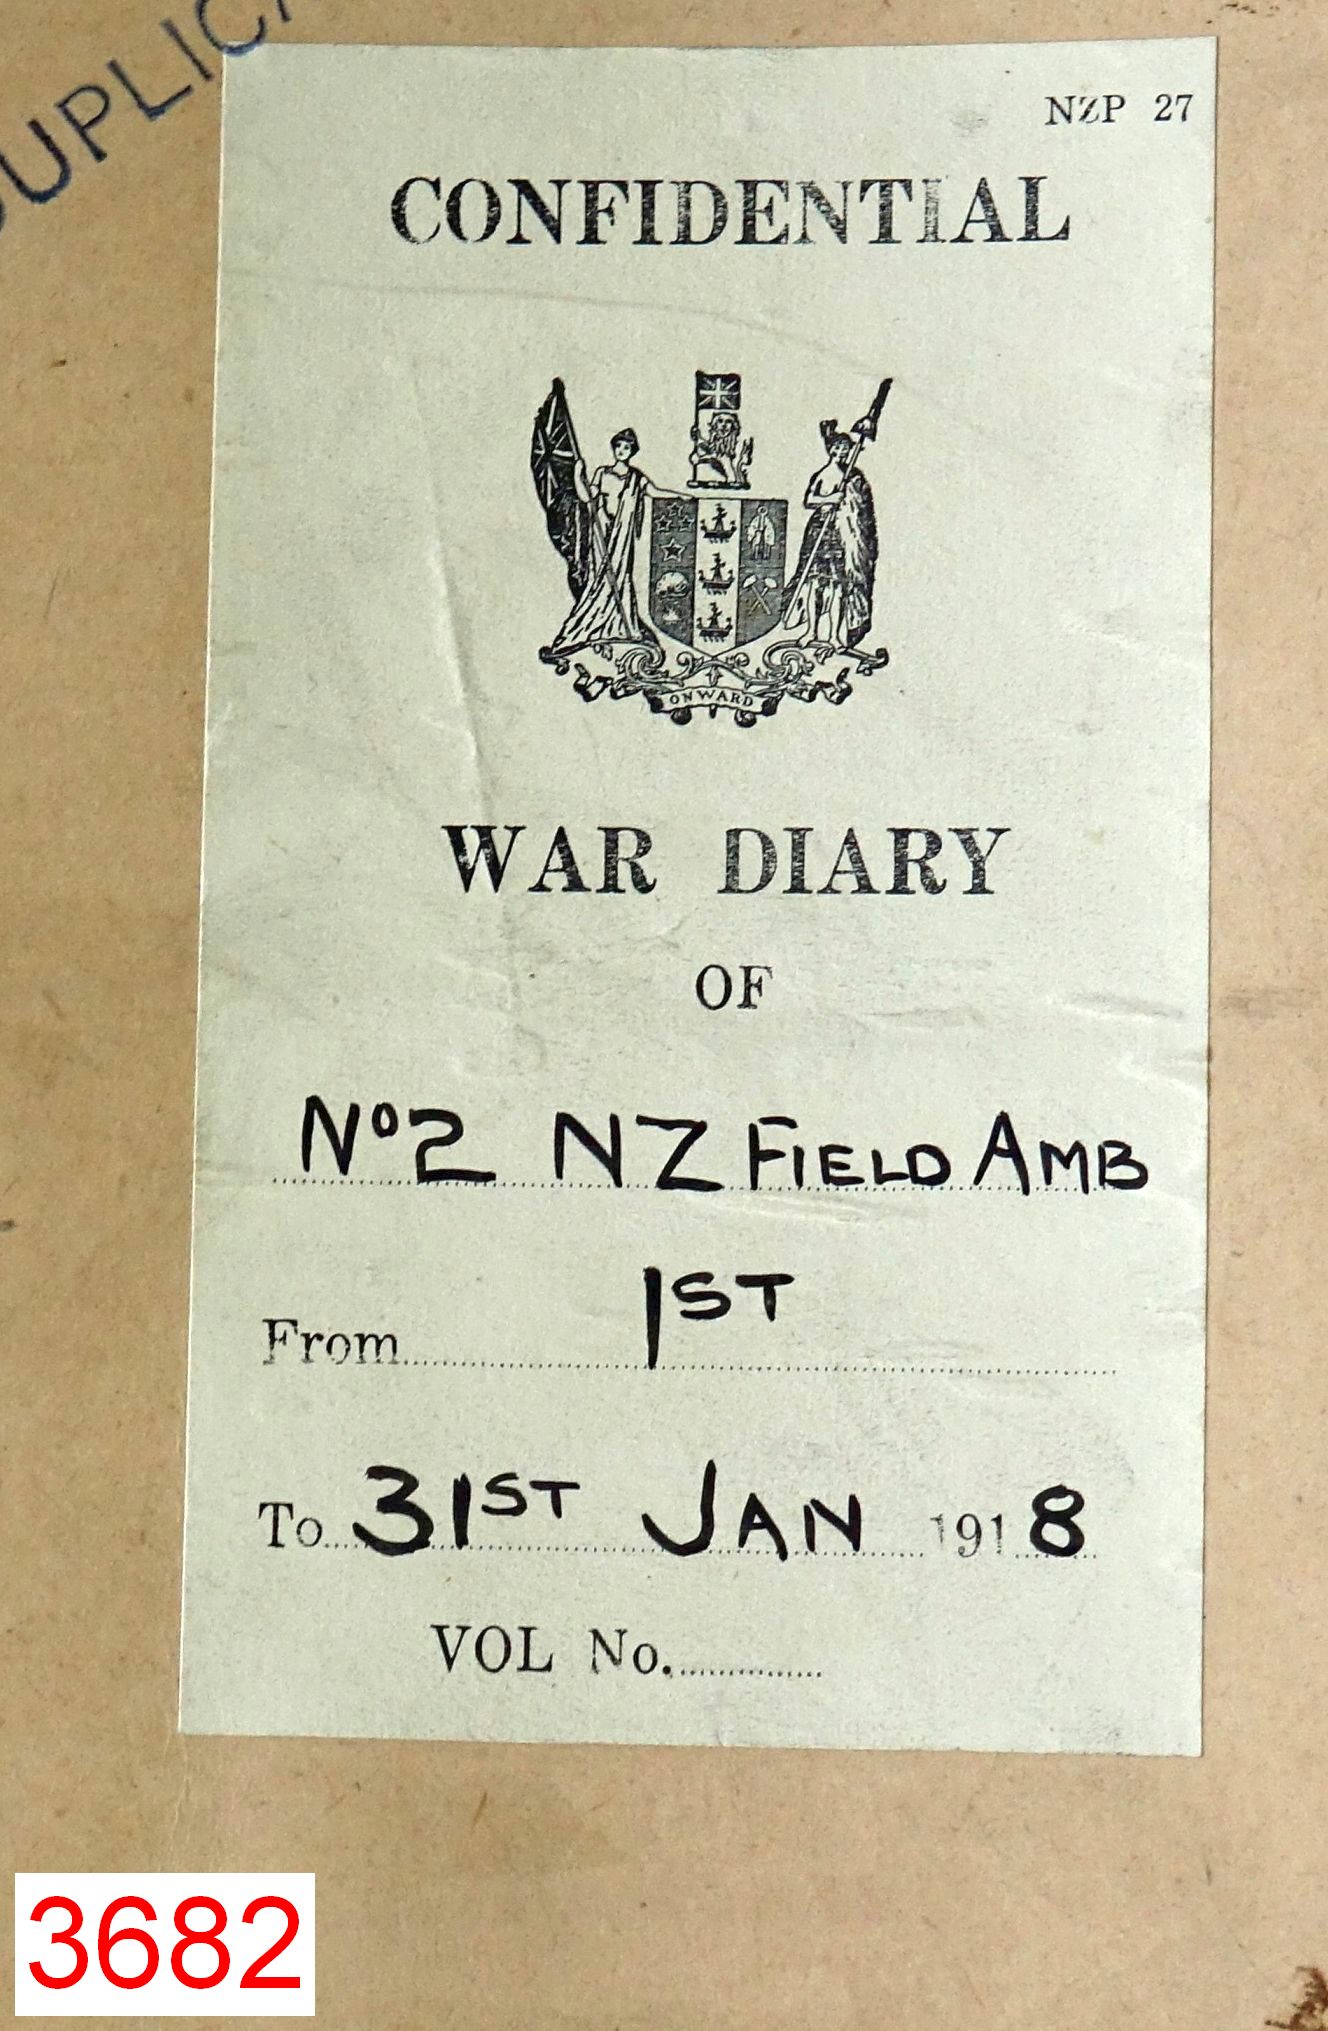 DUPLICA
NZP 27
CONFIDENTIAL
ONWARD
WAR DIARY
OF
Nº2 NZ FIELD AMB
From 1ST
To 31ST JAN 1918
VOL No.
3682